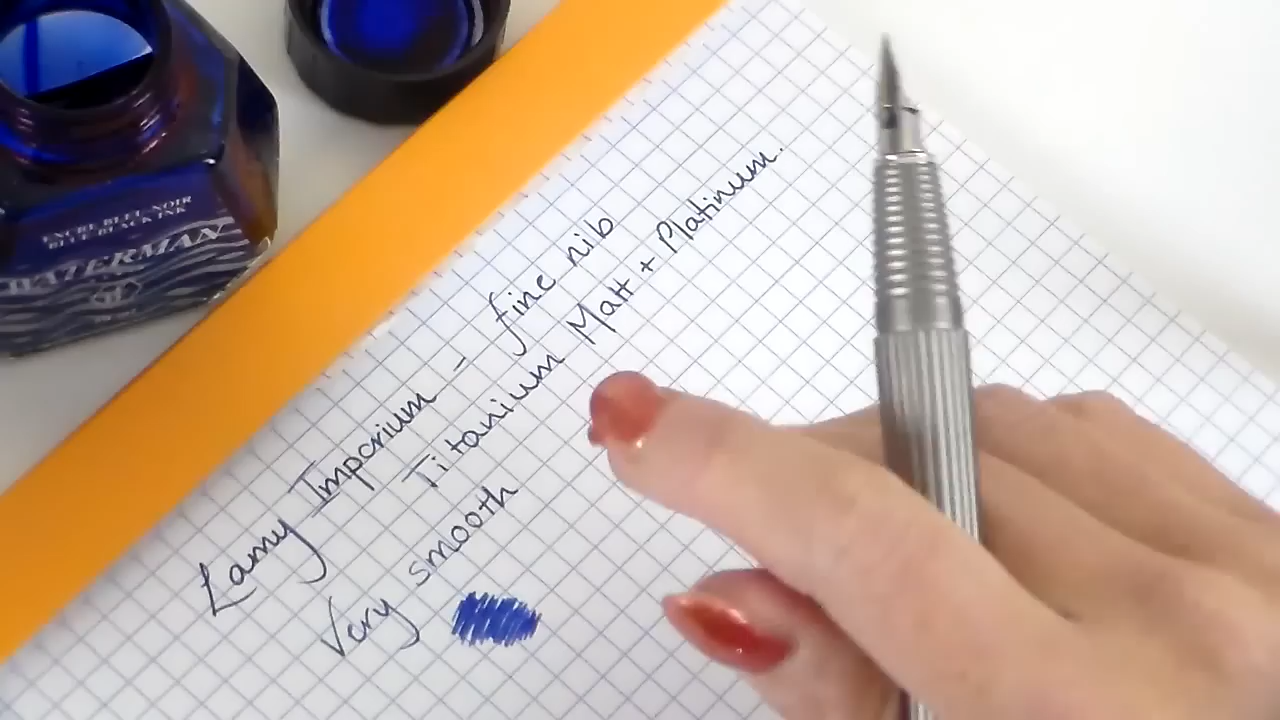 ENCRE BLEU NOIR
BLUE-BLACK INK
WATERMAN
Lamy Imporium - fine nib
Titanium Matt + Platinum.
Very smooth